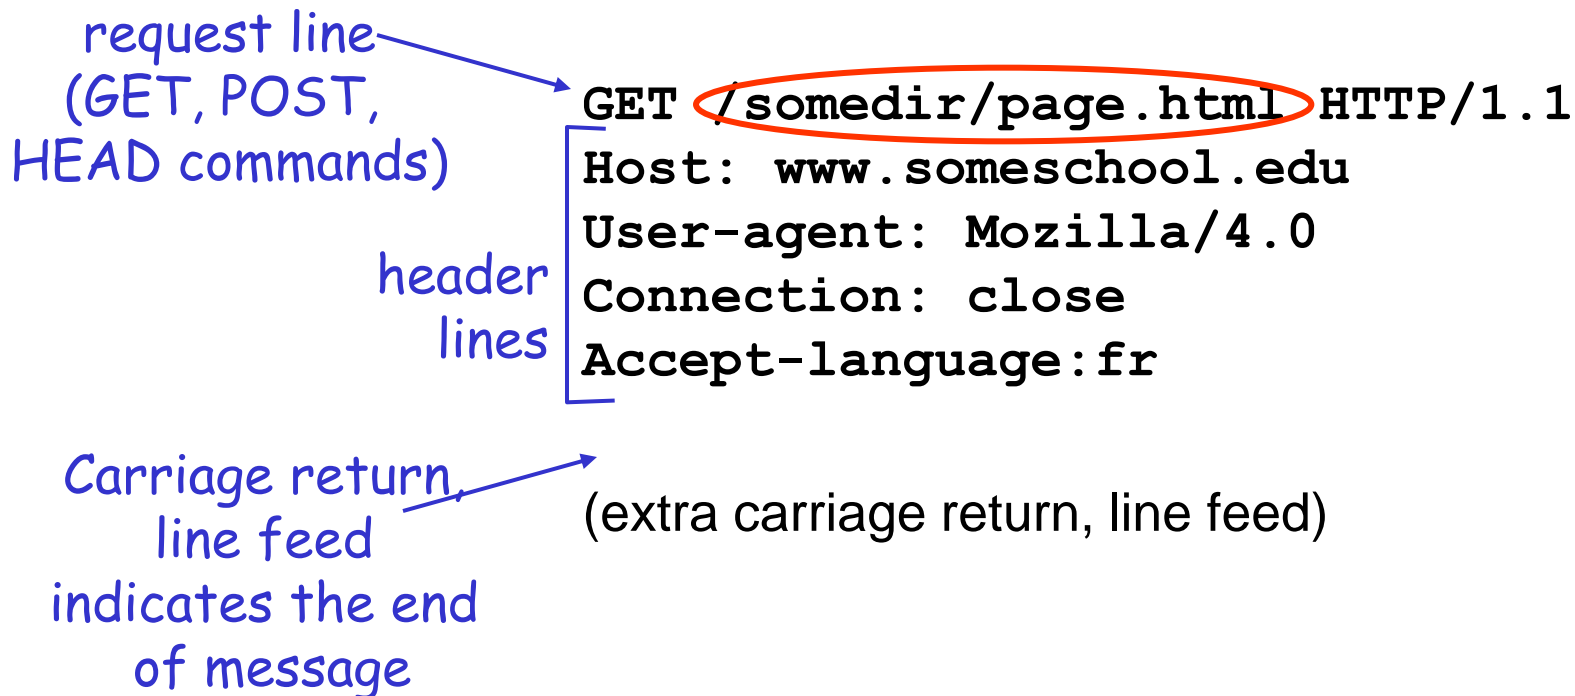 request line
(GET, POST,
HEAD commands)
GET /somedir/page.html HTTP/1.1
Host: www.someschool.edu
User-agent: Mozilla/4.0
Connection: close
Accept-language:fr
header
lines
Carriage return,
line feed
indicates the end
of message
(extra carriage return, line feed)